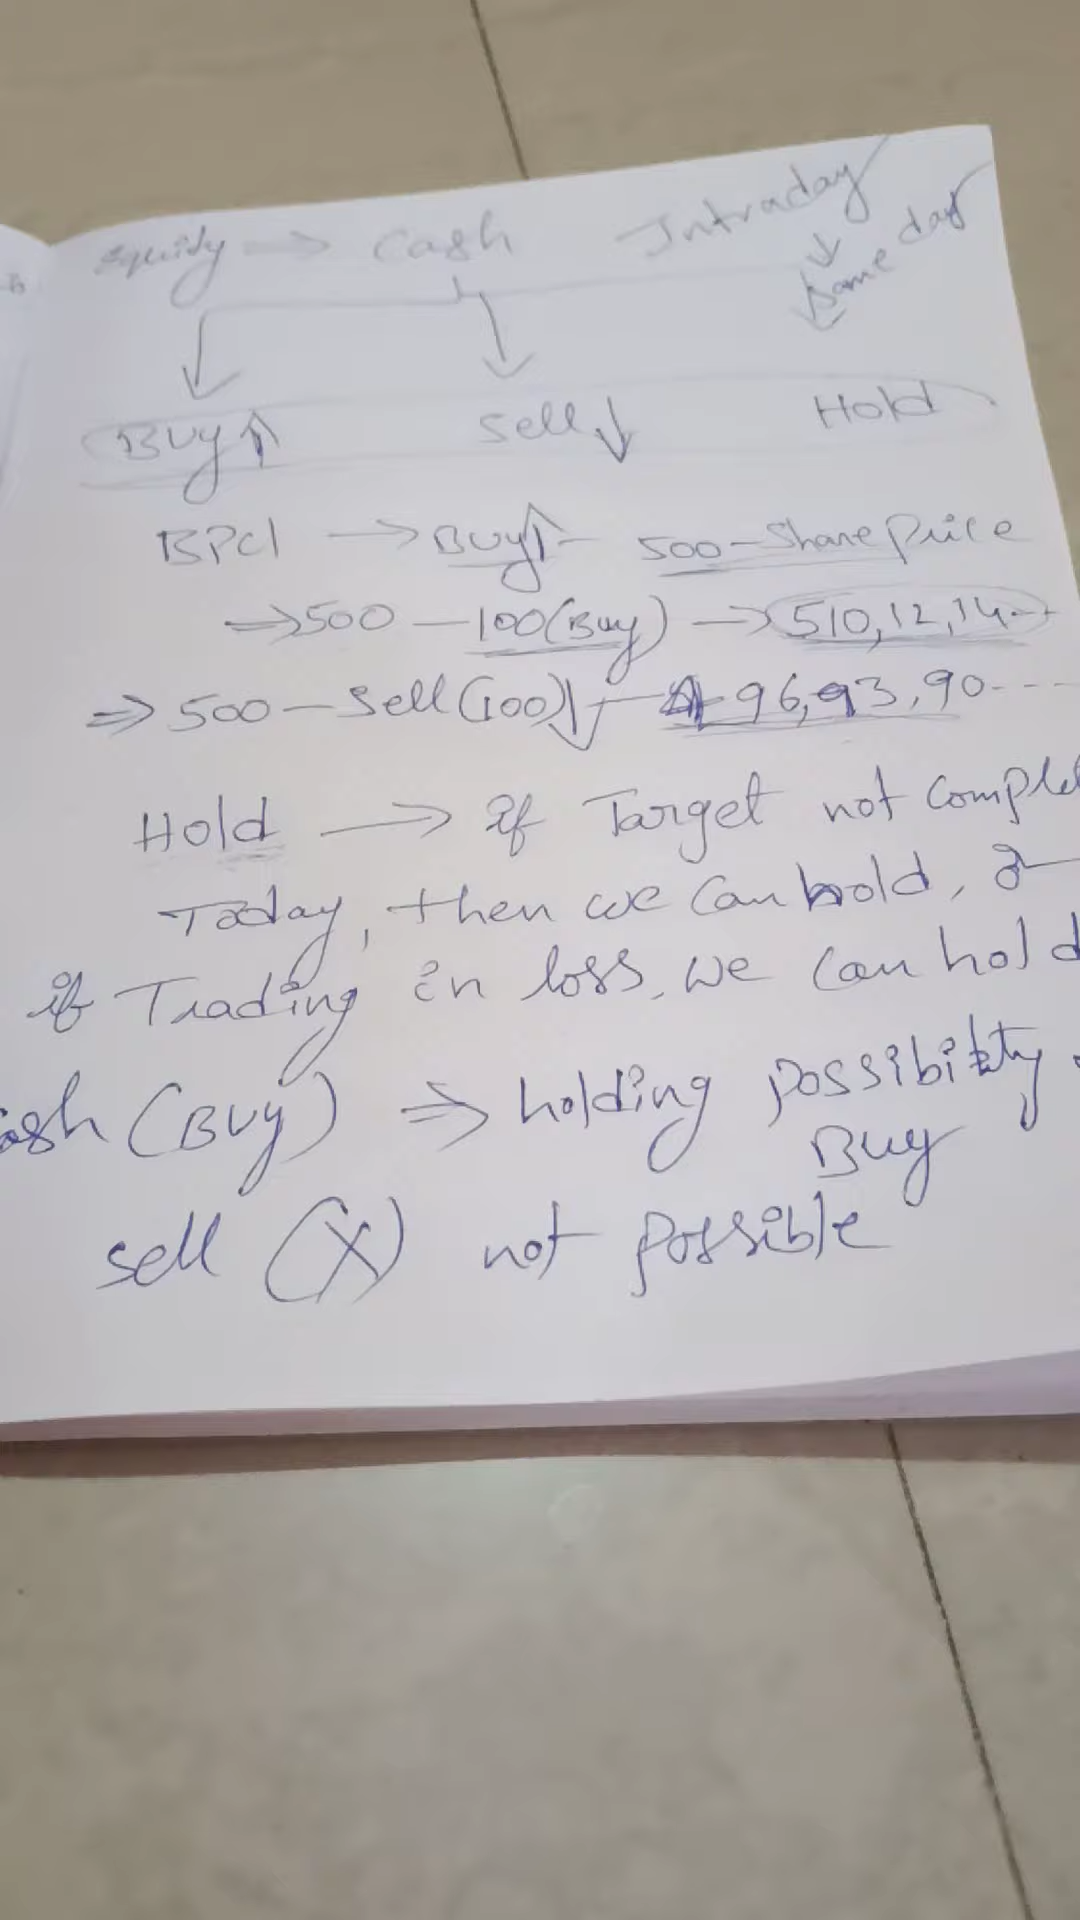 Equity → Cash Intraday
↓
same day
Buy↑ Sell↓ Hold
BPCl → Buy↑ - 500 - Share Price
⇒ 500 - 100 (Buy) → 510, 12, 14 -
⇒ 500 - Sell (100)↓ - 96, 93, 90 ----
Hold → if Target not Comple
Today, then we Can hold, or
if Trading in loss, we Can hold
ash (Buy) ⇒ holding possibility
Buy
sell (X) not possible